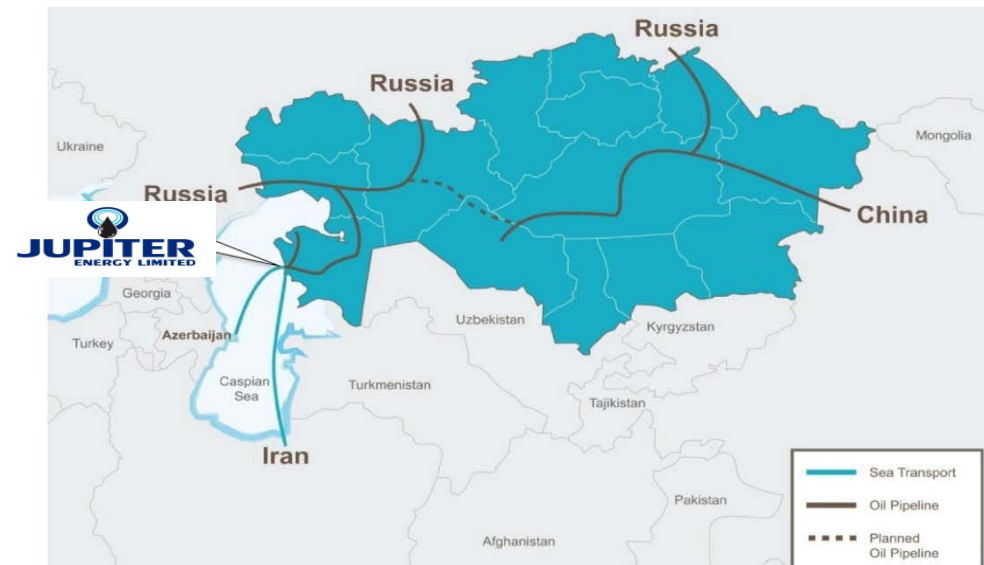 Russia
Russia
Mongolia
Ukraine
Russia
China
JUPITER
ENERGY LIMITED
Georgia
Uzbekistan
Kyrgyzstan
Azerbaijan
Turkey
Caspian
Sea
Turkmenistan
Tajikistan
Iran
Sea Transport
Pakistan
Oil Pipeline
Afghanistan
Planned
Oil Pipeline